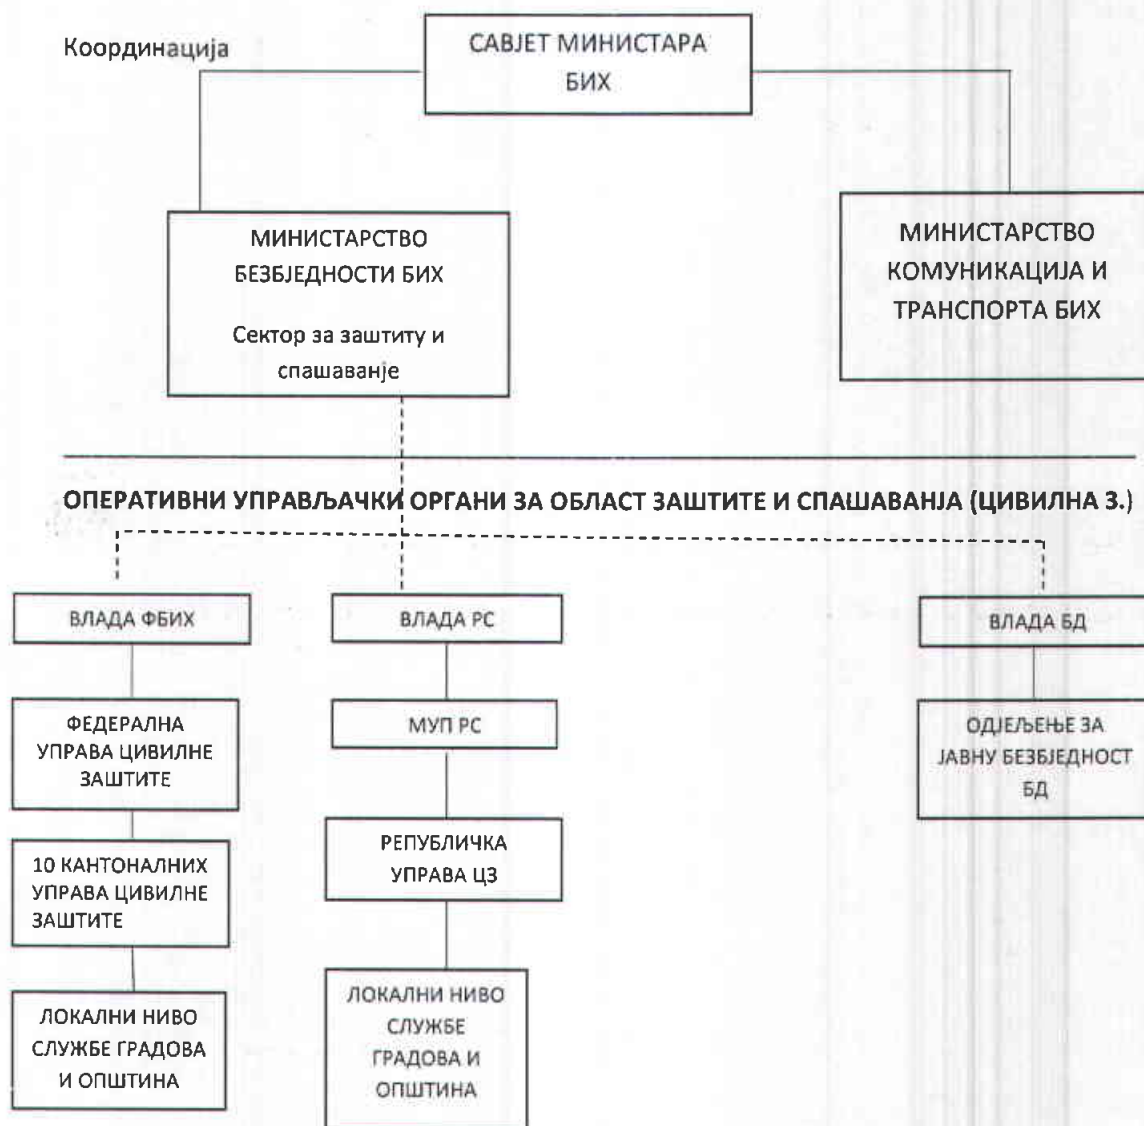 Координација
САВЈЕТ МИНИСТАРА
БИХ
МИНИСТАРСТВО
БЕЗБЈЕДНОСТИ БИХ
Сектор за заштиту и
спашавање
МИНИСТАРСТВО
КОМУНИКАЦИЈА И
ТРАНСПОРТА БИХ
ОПЕРАТИВНИ УПРАВЉАЧКИ ОРГАНИ ЗА ОБЛАСТ ЗАШТИТЕ И СПАШАВАЊА (ЦИВИЛНА З.)
ВЛАДА ФБИХ
ФЕДЕРАЛНА
УПРАВА ЦИВИЛНЕ
ЗАШТИТЕ
10 КАНТОНАЛНИХ
УПРАВА ЦИВИЛНЕ
ЗАШТИТЕ
ЛОКАЛНИ НИВО
СЛУЖБЕ ГРАДОВА
И ОПШТИНА
ВЛАДА РС
МУП РС
РЕПУБЛИЧКА
УПРАВА ЦЗ
ЛОКАЛНИ НИВО
СЛУЖБЕ
ГРАДОВА И
ОПШТИНА
ВЛАДА БД
ОДЈЕЉЕЊЕ ЗА
ЈАВНУ БЕЗБЈЕДНОСТ
БД